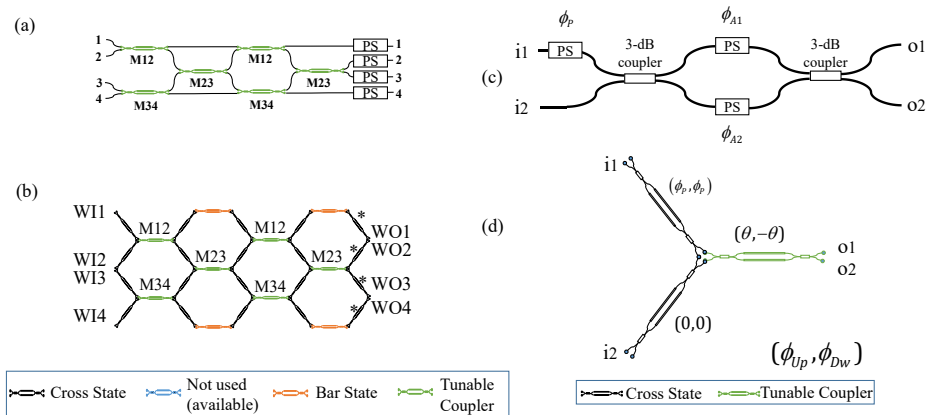 (a)
1
2
3
4
M12
M23
M34
M12
M34
M23
PS 1
PS 2
PS 3
PS 4
(b)
WI1
WI2
WI3
WI4
M12
M34
M23
M12
M34
M23
*
*
*
*
WO1
WO2
WO3
WO4
Cross State
Not used
(available)
Bar State
Tunable
Coupler
(c)
i1
i2
ϕP
PS
3-dB
coupler
ϕA1
PS
PS
ϕA2
3-dB
coupler
o1
o2
(d)
i1
(ϕp, ϕp)
(θ, −θ)
o1
o2
(0,0)
i2
(ϕUp, ϕDw)
Cross State
Tunable Coupler